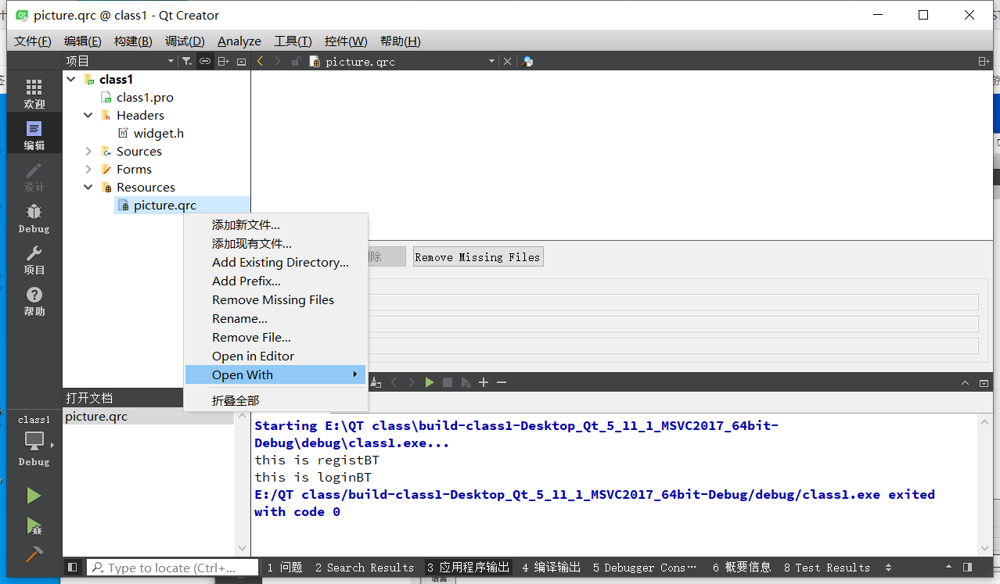 picture.qrc @ class1 - Qt Creator
文件(F) 编辑(E) 构建(B) 调试(D) Analyze 工具(T) 控件(W) 帮助(H)
项目
picture.qrc
欢迎
编辑
设计
Debug
项目
帮助
class1
class1.pro
Headers
widget.h
Sources
Forms
Resources
picture.qrc
添加新文件...
添加现有文件...
Add Existing Directory...
Add Prefix...
Remove Missing Files
Rename...
Remove File...
Open in Editor
Open With
折叠全部
除
Remove Missing Files
打开文档
picture.qrc
class1
Debug
Starting E:\QT class\build-class1-Desktop_Qt_5_11_1_MSVC2017_64bit-
Debug\debug\class1.exe...
this is registBT
this is loginBT
E:/QT class/build-class1-Desktop_Qt_5_11_1_MSVC2017_64bit-Debug/debug/class1.exe exited
with code 0
Type to locate (Ctrl+...
1 问题 2 Search Results 3 应用程序输出 4 编译输出 5 Debugger Cons… 6 概要信息 8 Test Results